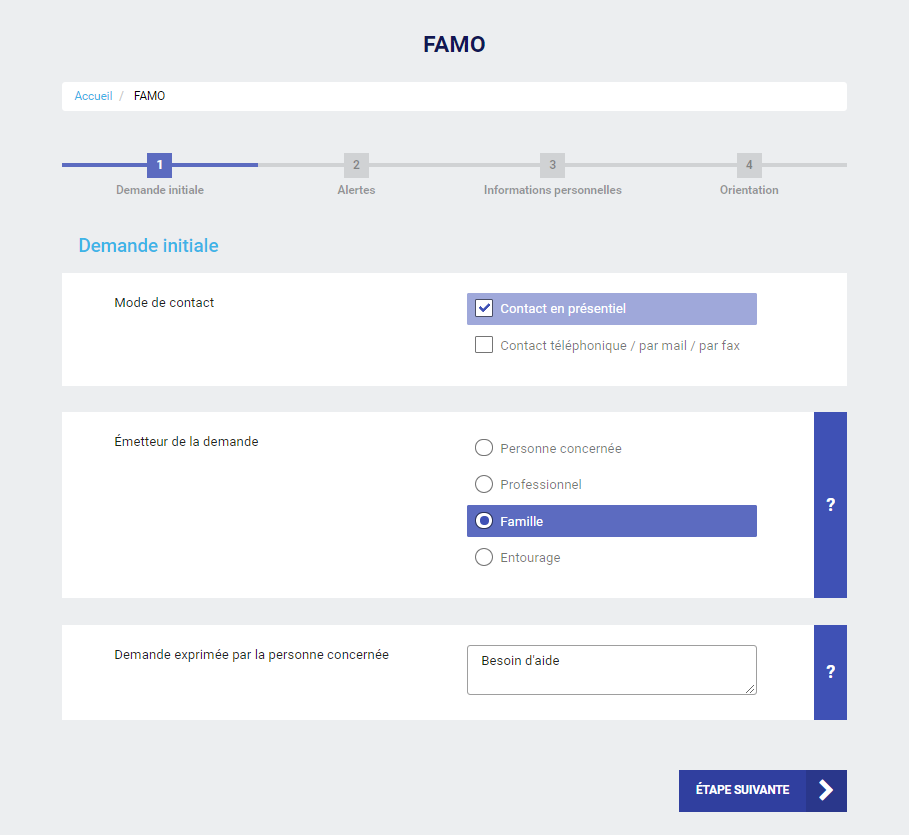 FAMO
Accueil / FAMO
1 2 3 4
Demande initiale Alertes Informations personnelles Orientation
Demande initiale
Mode de contact
Contact en présentiel
Contact téléphonique / par mail / par fax
Émetteur de la demande
Personne concernée
Professionnel
Famille
Entourage
?
Demande exprimée par la personne concernée
Besoin d'aide
?
ÉTAPE SUIVANTE